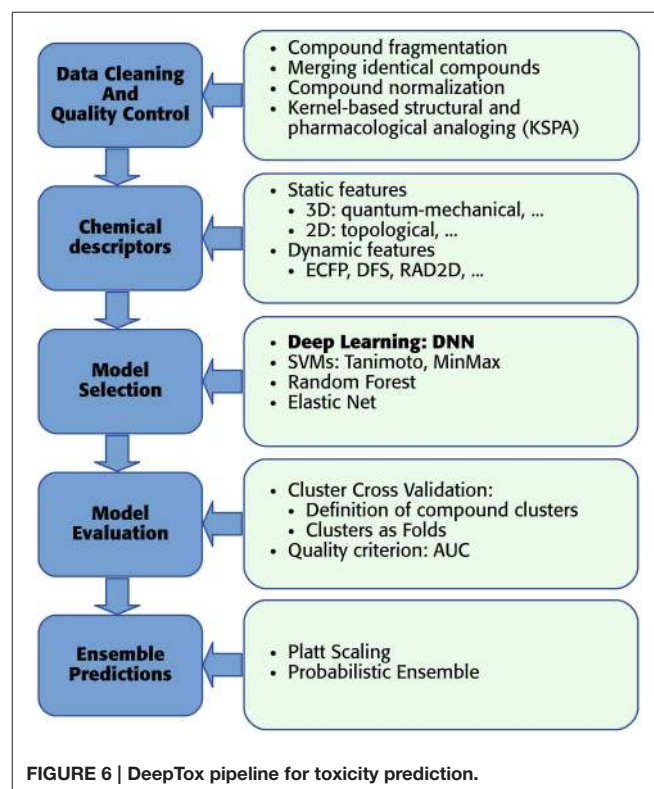 Data Cleaning
And
Quality Control
• Compound fragmentation
• Merging identical compounds
• Compound normalization
• Kernel-based structural and
pharmacological analoging (KSPA)
Chemical
descriptors
• Static features
• 3D: quantum-mechanical, ...
• 2D: topological, ...
• Dynamic features
• ECFP, DFS, RAD2D, ...
Model
Selection
• Deep Learning: DNN
• SVMs: Tanimoto, MinMax
• Random Forest
• Elastic Net
Model
Evaluation
• Cluster Cross Validation:
• Definition of compound clusters
• Clusters as Folds
• Quality criterion: AUC
Ensemble
Predictions
• Platt Scaling
• Probabilistic Ensemble
FIGURE 6 | DeepTox pipeline for toxicity prediction.